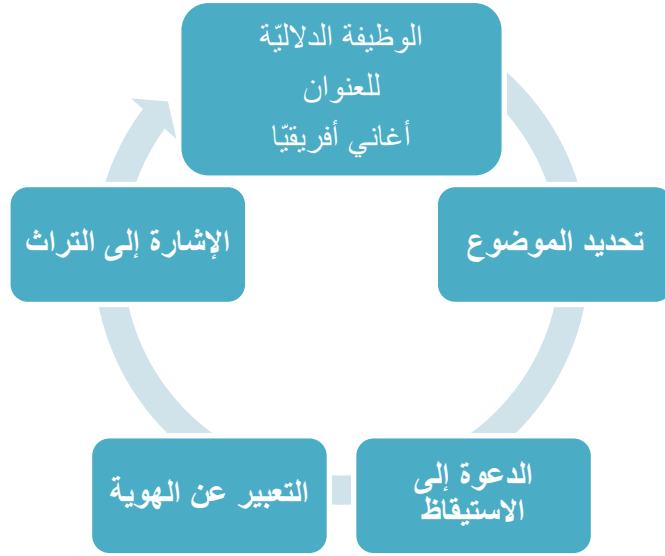 الوظيفة الدلاليّة
للعنوان
أغاني أفريقيّا
تحديد الموضوع
الدعوة إلى
الاستيقاظ
التعبير عن الهوية
الإشارة إلى التراث